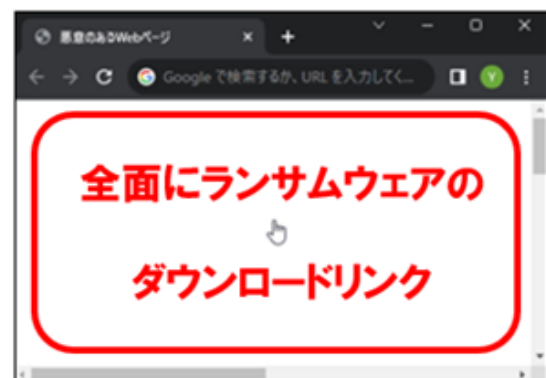 悪意のあるWebページ
Google で検索するか、URL を入力してく...
Y
全面にランサムウェアの
ダウンロードリンク